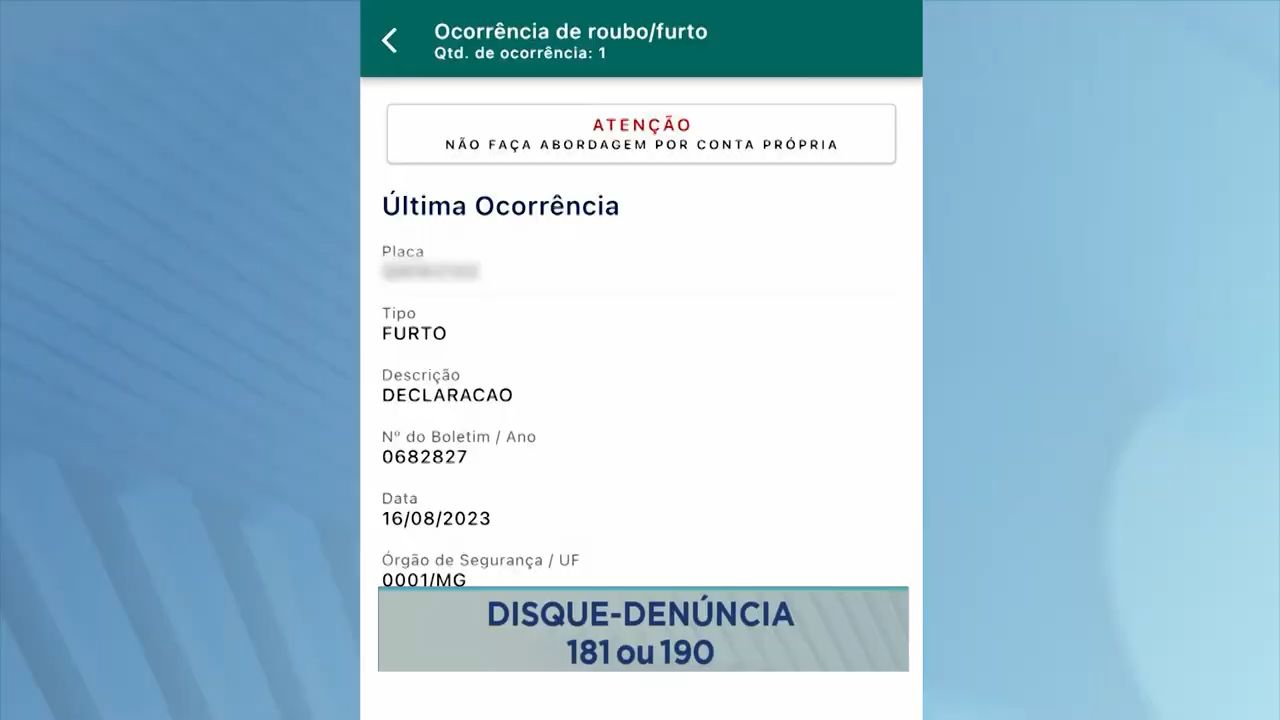 Ocorrência de roubo/furto
Qtd. de ocorrência: 1
ATENÇÃO
NÃO FAÇA ABORDAGEM POR CONTA PRÓPRIA
Última Ocorrência
Placa
Tipo
FURTO
Descrição
DECLARACAO
Nº do Boletim / Ano
0682827
Data
16/08/2023
Órgão de Segurança / UF
0001/MG
DISQUE-DENÚNCIA
181 ou 190